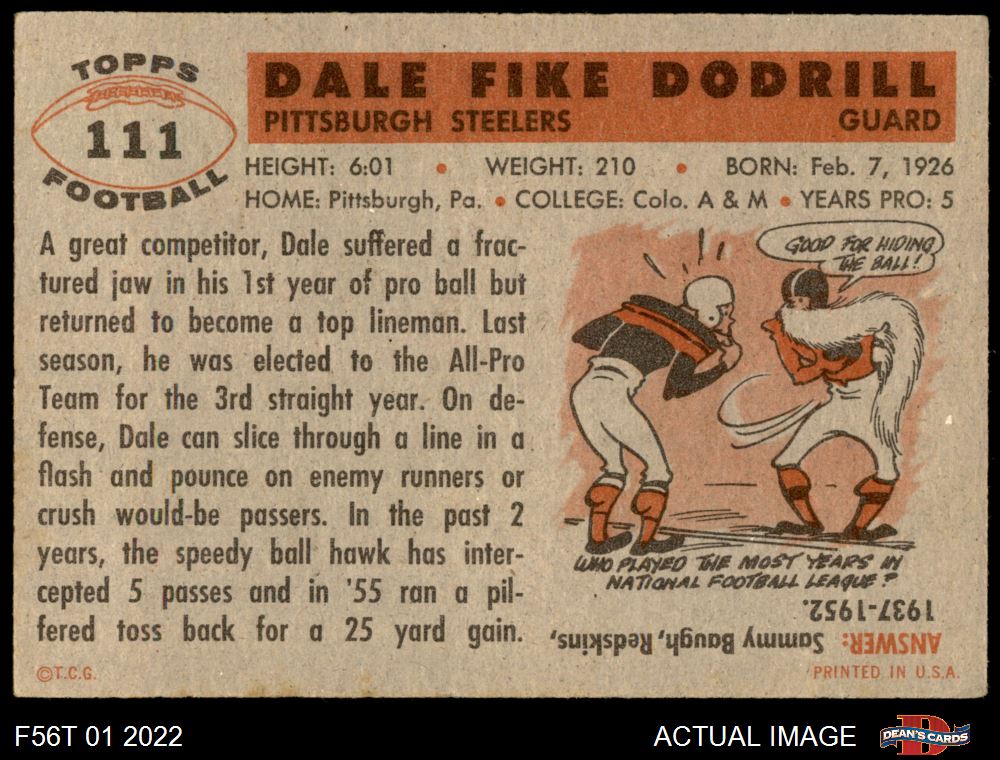 TOPPS
111
FOOTBALL
DALE FIKE DODRILL
PITTSBURGH STEELERS GUARD
HEIGHT: 6:01 • WEIGHT: 210 • BORN: Feb. 7, 1926
HOME: Pittsburgh, Pa. • COLLEGE: Colo. A & M • YEARS PRO: 5
A great competitor, Dale suffered a frac-
tured jaw in his 1st year of pro ball but
returned to become a top lineman. Last
season, he was elected to the All-Pro
Team for the 3rd straight year. On de-
fense, Dale can slice through a line in a
flash and pounce on enemy runners or
crush would-be passers. In the past 2
years, the speedy ball hawk has inter-
cepted 5 passes and in '55 ran a pil-
fered toss back for a 25 yard gain.
GOOD FOR HIDING
THE BALL!
WHO PLAYED THE MOST YEARS IN
NATIONAL FOOTBALL LEAGUE?
ANSWER: Sammy Baugh, Redskins,
1937-1952.
©T.C.G.
PRINTED IN U.S.A.
F56T 01 2022
ACTUAL IMAGE
D
DEAN'S CARDS